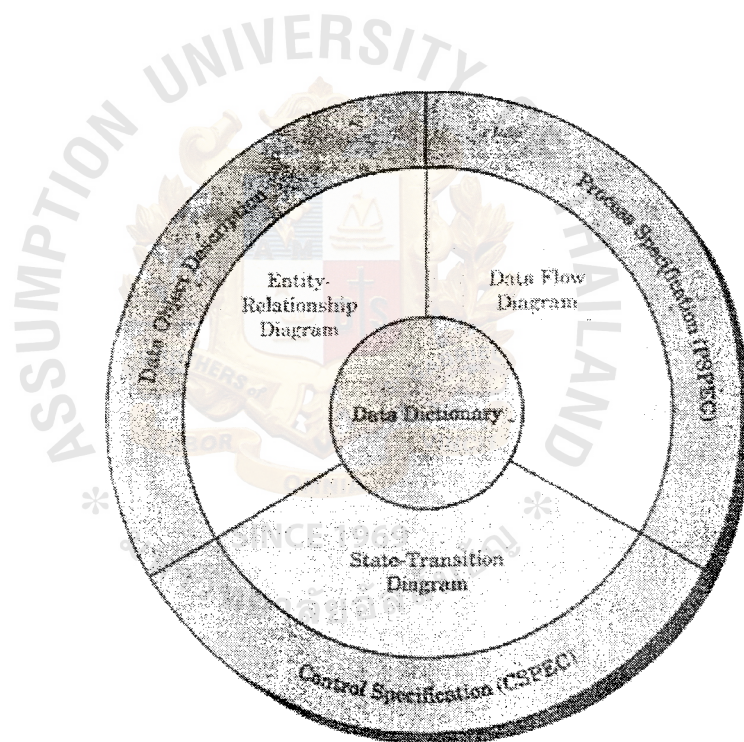 ASSUMPTION UNIVERSITY OF THAILAND
Data Object Description
Process Specification (PSPEC)
Entity-
Relationship
Diagram
Data Flow
Diagram
Data Dictionary
State-Transition
Diagram
Control Specification (CSPEC)
* SINCE 1969 *